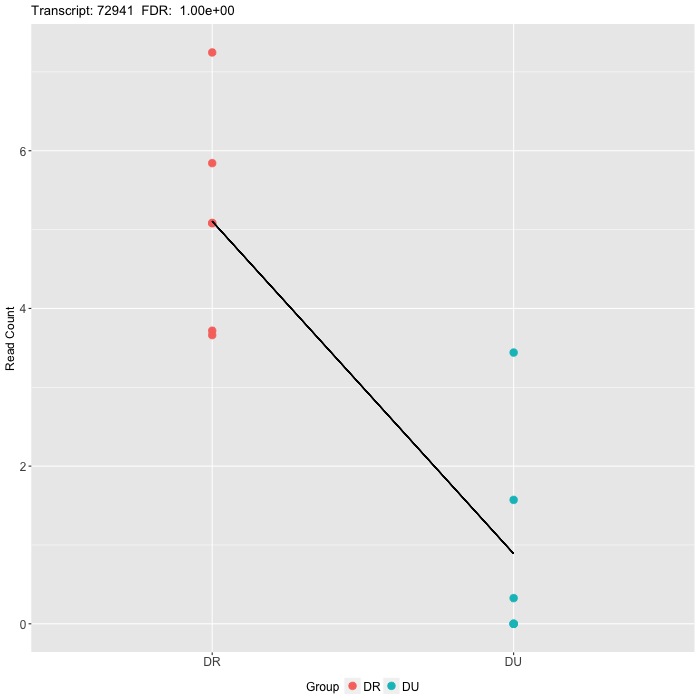 Transcript: 72941  FDR:  1.00e+00
Read Count
6
4
2
0
DR DU
Group DR DU